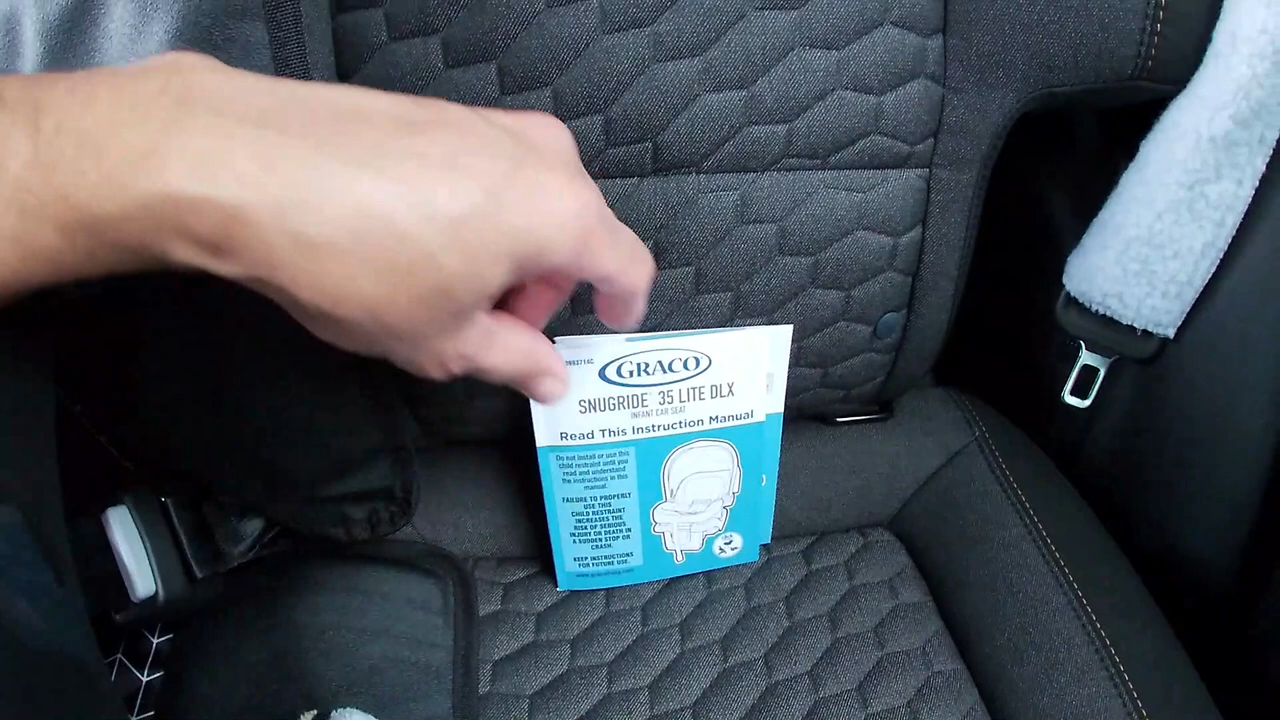 GRACO
SNUGRIDE® 35 LITE DLX
INFANT CAR SEAT
Read This Instruction Manual
Do not install or use this
child restraint until you
read and understand
the instructions in this
manual.
FAILURE TO PROPERLY
USE THIS
CHILD RESTRAINT
INCREASES THE
RISK OF SERIOUS
INJURY OR DEATH IN
A SUDDEN STOP OR
CRASH.
KEEP INSTRUCTIONS
FOR FUTURE USE.